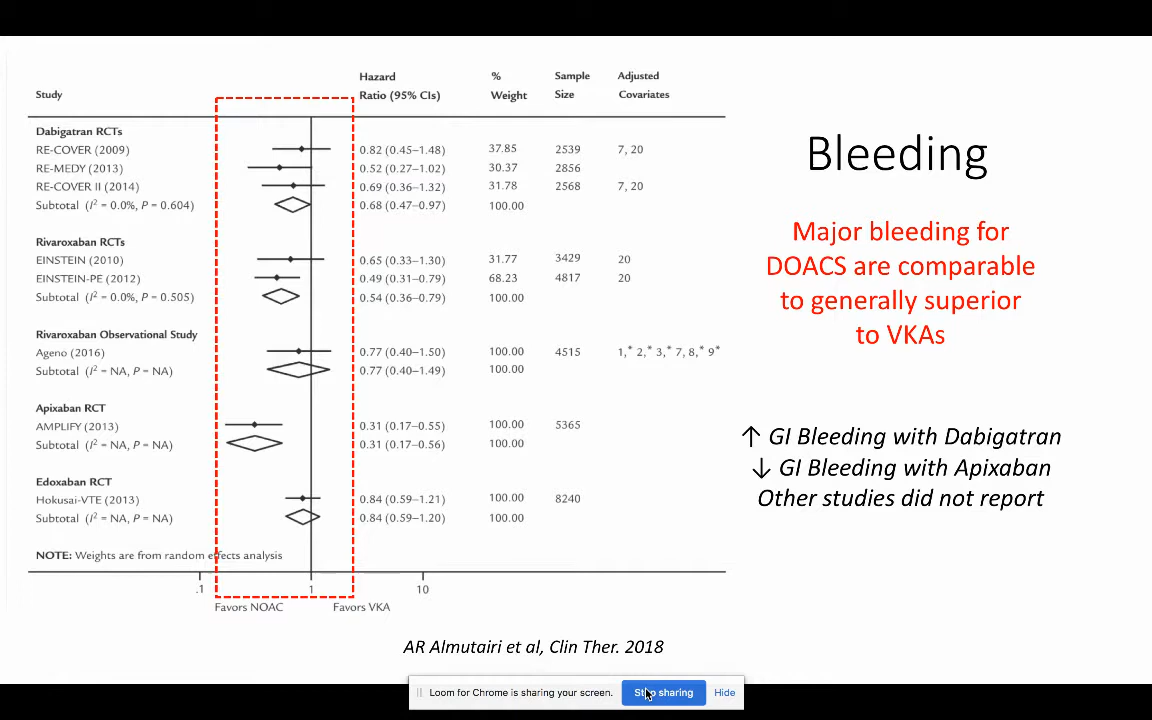 Study Hazard Ratio (95% CIs) % Weight Sample Size Adjusted Covariates
Dabigatran RCTs
RE-COVER (2009) 0.82 (0.45–1.48) 37.85 2539 7, 20
RE-MEDY (2013) 0.52 (0.27–1.02) 30.37 2856
RE-COVER II (2014) 0.69 (0.36–1.32) 31.78 2568 7, 20
Subtotal (I² = 0.0%, P = 0.604) 0.68 (0.47–0.97) 100.00
Rivaroxaban RCTs
EINSTEIN (2010) 0.65 (0.33–1.30) 31.77 3429 20
EINSTEIN-PE (2012) 0.49 (0.31–0.79) 68.23 4817 20
Subtotal (I² = 0.0%, P = 0.505) 0.54 (0.36–0.79) 100.00
Rivaroxaban Observational Study
Ageno (2016) 0.77 (0.40–1.50) 100.00 4515 1,* 2,* 3,* 7, 8,* 9*
Subtotal (I² = NA, P = NA) 0.77 (0.40–1.49) 100.00
Apixaban RCT
AMPLIFY (2013) 0.31 (0.17–0.55) 100.00 5365
Subtotal (I² = NA, P = NA) 0.31 (0.17–0.56) 100.00
Edoxaban RCT
Hokusai-VTE (2013) 0.84 (0.59–1.21) 100.00 8240
Subtotal (I² = NA, P = NA) 0.84 (0.59–1.20) 100.00
NOTE: Weights are from random effects analysis
.1 1 10
Favors NOAC Favors VKA
Bleeding
Major bleeding for
DOACS are comparable
to generally superior
to VKAs
↑ GI Bleeding with Dabigatran
↓ GI Bleeding with Apixaban
Other studies did not report
AR Almutairi et al, Clin Ther. 2018
Loom for Chrome is sharing your screen. Stop sharing Hide